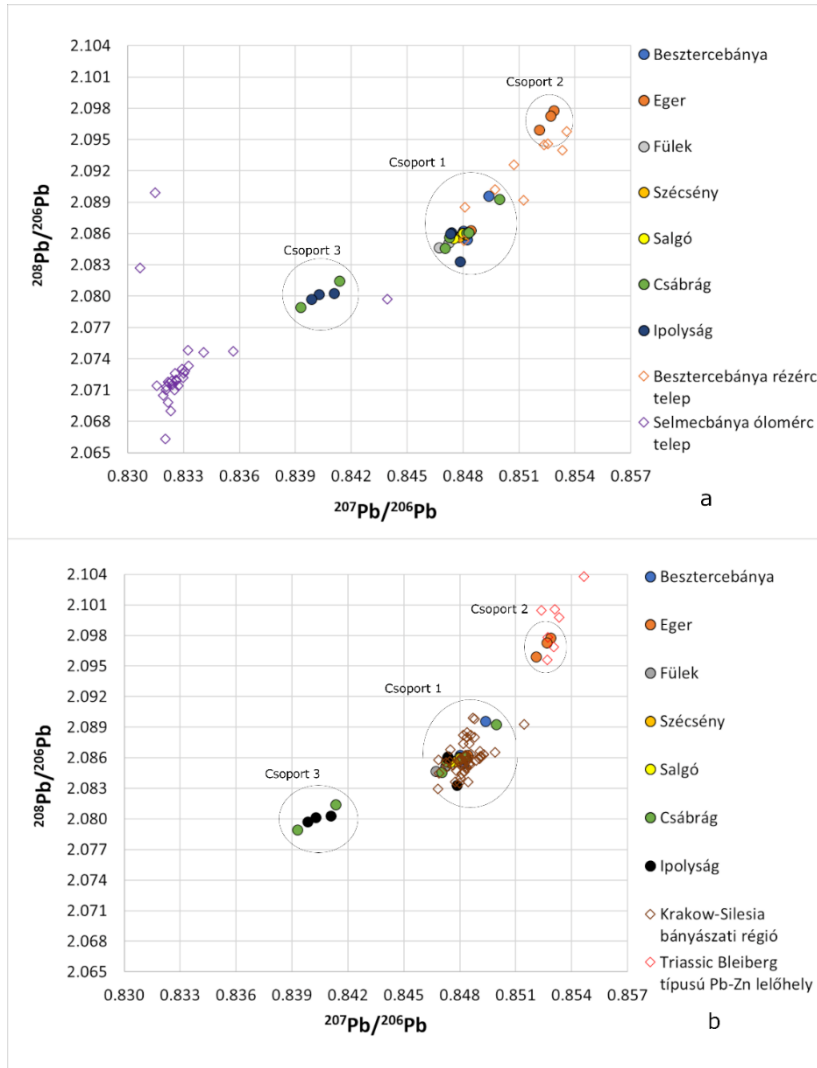 2.104
2.101
2.098
2.095
2.092
2.089
2.086
2.083
2.080
2.077
2.074
2.071
2.068
2.065
²⁰⁸Pb/²⁰⁶Pb
0.830 0.833 0.836 0.839 0.842 0.845 0.848 0.851 0.854 0.857
²⁰⁷Pb/²⁰⁶Pb
Csoport 2
Csoport 1
Csoport 3
Besztercebánya
Eger
Fülek
Szécsény
Salgó
Csábrág
Ipolyság
Besztercebánya rézérc
telep
Selmecbánya ólomérc
telep
a
2.104
2.101
2.098
2.095
2.092
2.089
2.086
2.083
2.080
2.077
2.074
2.071
2.068
2.065
²⁰⁸Pb/²⁰⁶Pb
0.830 0.833 0.836 0.839 0.842 0.845 0.848 0.851 0.854 0.857
²⁰⁷Pb/²⁰⁶Pb
Csoport 2
Csoport 1
Csoport 3
Besztercebánya
Eger
Fülek
Szécsény
Salgó
Csábrág
Ipolyság
Krakow-Silesia
bányászati régió
Triassic Bleiberg
típusú Pb-Zn lelőhely
b